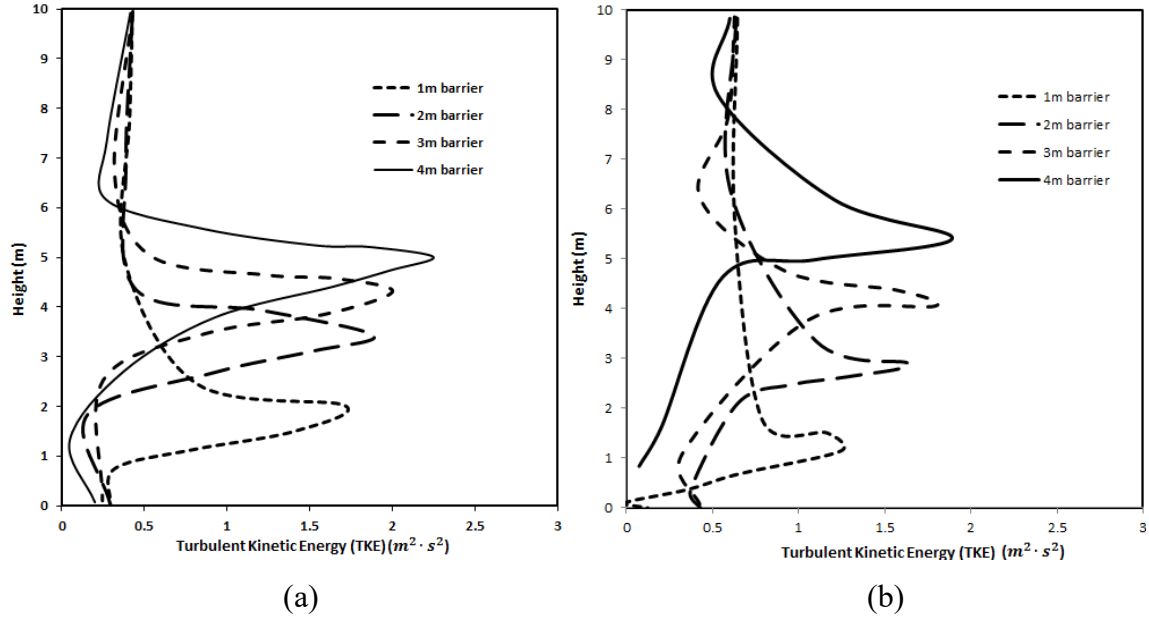 10
9
8
7
6
5
4
3
2
1
0
Height (m)
1m barrier
2m barrier
3m barrier
4m barrier
0
0.5
1
1.5
2
2.5
3
Turbulent Kinetic Energy (TKE) (m² · s²)
(a)
10
9
8
7
6
5
4
3
2
1
0
Height (m)
1m barrier
2m barrier
3m barrier
4m barrier
0
0.5
1
1.5
2
2.5
3
Turbulent Kinetic Energy (TKE) (m² · s²)
(b)